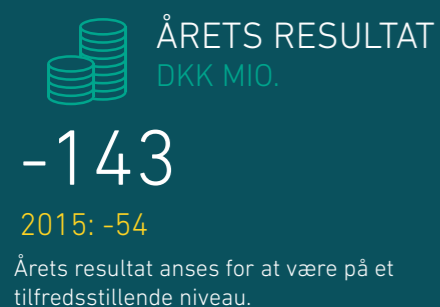 ÅRETS RESULTAT
DKK MIO.
-143
2015: -54
Årets resultat anses for at være på et
tilfredsstillende niveau.